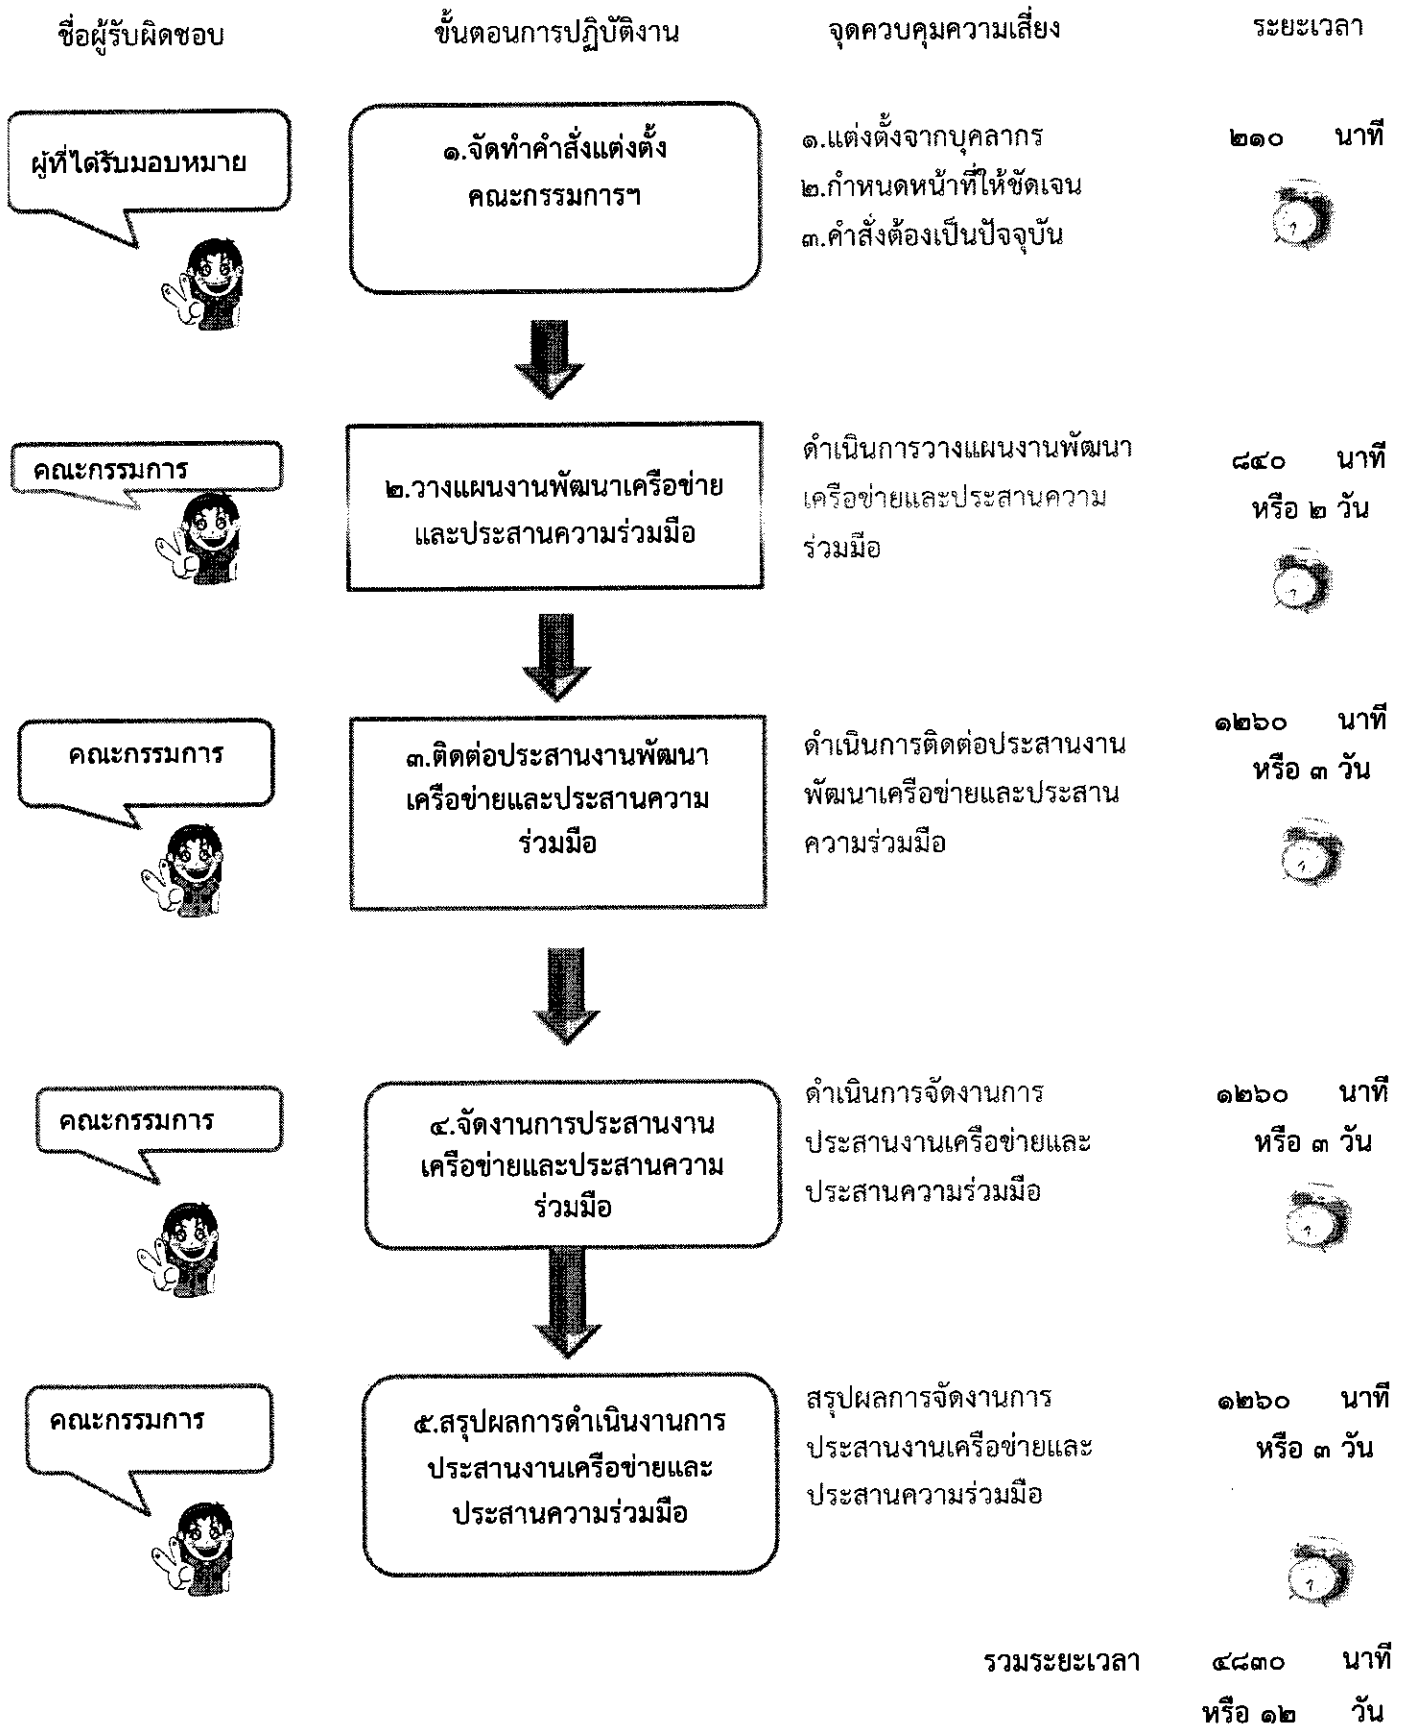 ชื่อผู้รับผิดชอบ ขั้นตอนการปฏิบัติงาน จุดควบคุมความเสี่ยง ระยะเวลา
ผู้ที่ได้รับมอบหมาย
๑.จัดทำคำสั่งแต่งตั้ง
คณะกรรมการฯ
๑.แต่งตั้งจากบุคลากร
๒.กำหนดหน้าที่ให้ชัดเจน
๓.คำสั่งต้องเป็นปัจจุบัน
๒๑๐ นาที
คณะกรรมการ
๒.วางแผนงานพัฒนาเครือข่าย
และประสานความร่วมมือ
ดำเนินการวางแผนงานพัฒนา
เครือข่ายและประสานความ
ร่วมมือ
๘๔๐ นาที
หรือ ๒ วัน
คณะกรรมการ
๓.ติดต่อประสานงานพัฒนา
เครือข่ายและประสานความ
ร่วมมือ
ดำเนินการติดต่อประสานงาน
พัฒนาเครือข่ายและประสาน
ความร่วมมือ
๑๒๖๐ นาที
หรือ ๓ วัน
คณะกรรมการ
๔.จัดงานการประสานงาน
เครือข่ายและประสานความ
ร่วมมือ
ดำเนินการจัดงานการ
ประสานงานเครือข่ายและ
ประสานความร่วมมือ
๑๒๖๐ นาที
หรือ ๓ วัน
คณะกรรมการ
๕.สรุปผลการดำเนินงานการ
ประสานงานเครือข่ายและ
ประสานความร่วมมือ
สรุปผลการจัดงานการ
ประสานงานเครือข่ายและ
ประสานความร่วมมือ
๑๒๖๐ นาที
หรือ ๓ วัน
รวมระยะเวลา ๔๘๓๐ นาที
หรือ ๑๒ วัน